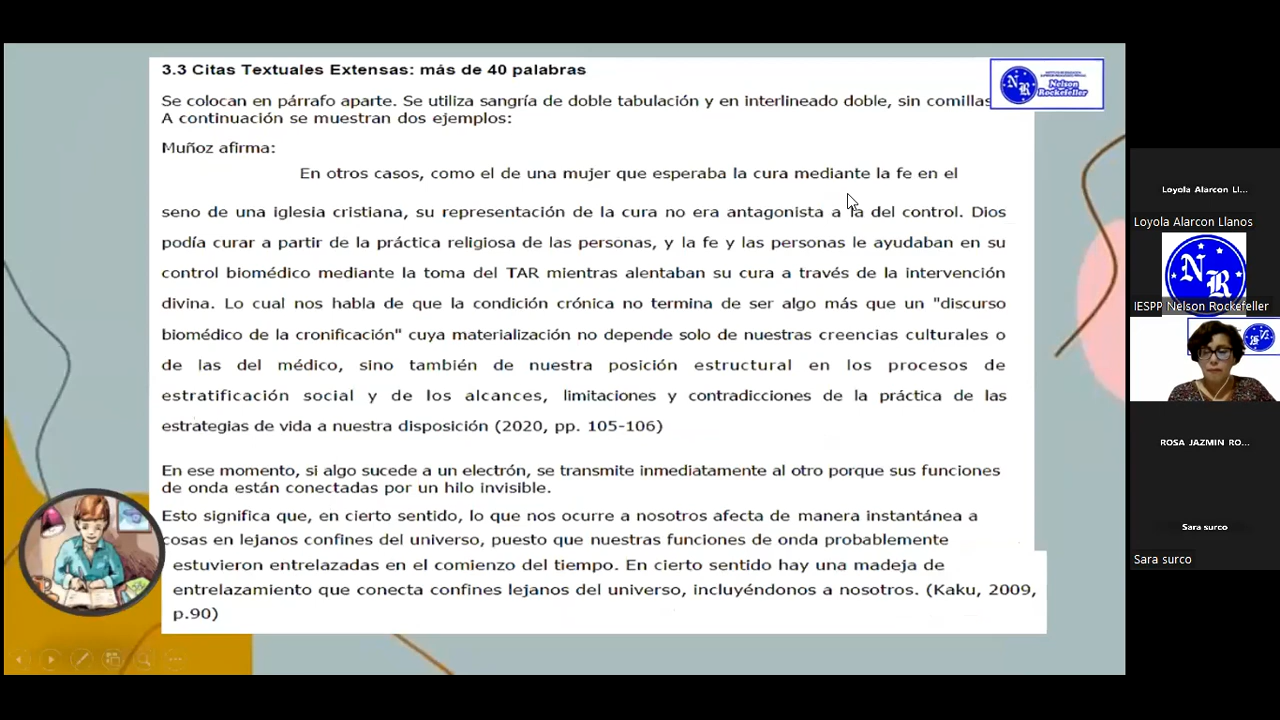 3.3 Citas Textuales Extensas: más de 40 palabras
Se colocan en párrafo aparte. Se utiliza sangría de doble tabulación y en interlineado doble, sin comillas
A continuación se muestran dos ejemplos:
Muñoz afirma:
En otros casos, como el de una mujer que esperaba la cura mediante la fe en el
seno de una iglesia cristiana, su representación de la cura no era antagonista a la del control. Dios
podía curar a partir de la práctica religiosa de las personas, y la fe y las personas le ayudaban en su
control biomédico mediante la toma del TAR mientras alentaban su cura a través de la intervención
divina. Lo cual nos habla de que la condición crónica no termina de ser algo más que un "discurso
biomédico de la cronificación" cuya materialización no depende solo de nuestras creencias culturales o
de las del médico, sino también de nuestra posición estructural en los procesos de
estratificación social y de los alcances, limitaciones y contradicciones de la práctica de las
estrategias de vida a nuestra disposición (2020, pp. 105-106)
En ese momento, si algo sucede a un electrón, se transmite inmediatamente al otro porque sus funciones
de onda están conectadas por un hilo invisible.
Esto significa que, en cierto sentido, lo que nos ocurre a nosotros afecta de manera instantánea a
cosas en lejanos confines del universo, puesto que nuestras funciones de onda probablemente
estuvieron entrelazadas en el comienzo del tiempo. En cierto sentido hay una madeja de
entrelazamiento que conecta confines lejanos del universo, incluyéndonos a nosotros. (Kaku, 2009,
p.90)
NR
Nelson
Rockefeller
Loyola Alarcon Ll...
Loyola Alarcon Llanos
N R
IESPP Nelson Rockefeller
ROSA JAZMIN RO...
Sara surco
Sara surco